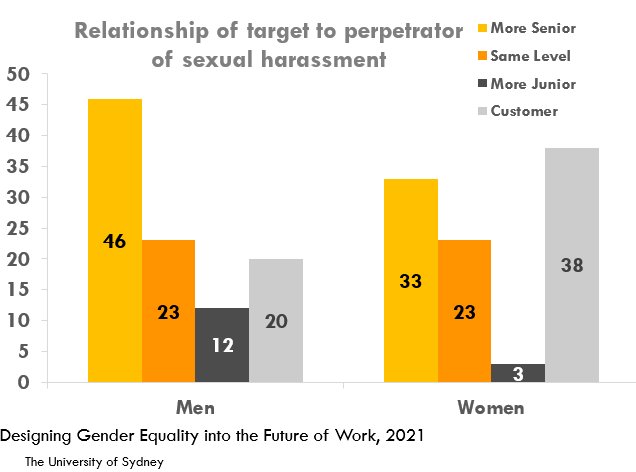 Relationship of target to perpetrator
of sexual harassment
More Senior
Same Level
More Junior
Customer
50
45
40
35
30
25
20
15
10
5
0
46
23
12
20
33
23
3
38
Men
Women
Designing Gender Equality into the Future of Work, 2021
The University of Sydney